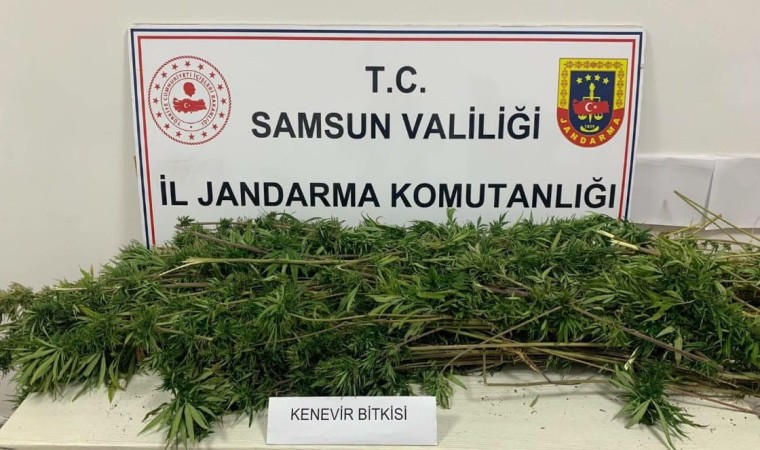 T.C.
SAMSUN VALİLİĞİ
İL JANDARMA KOMUTANLIĞI
JANDARMA
KENEVİR BİTKİSİ